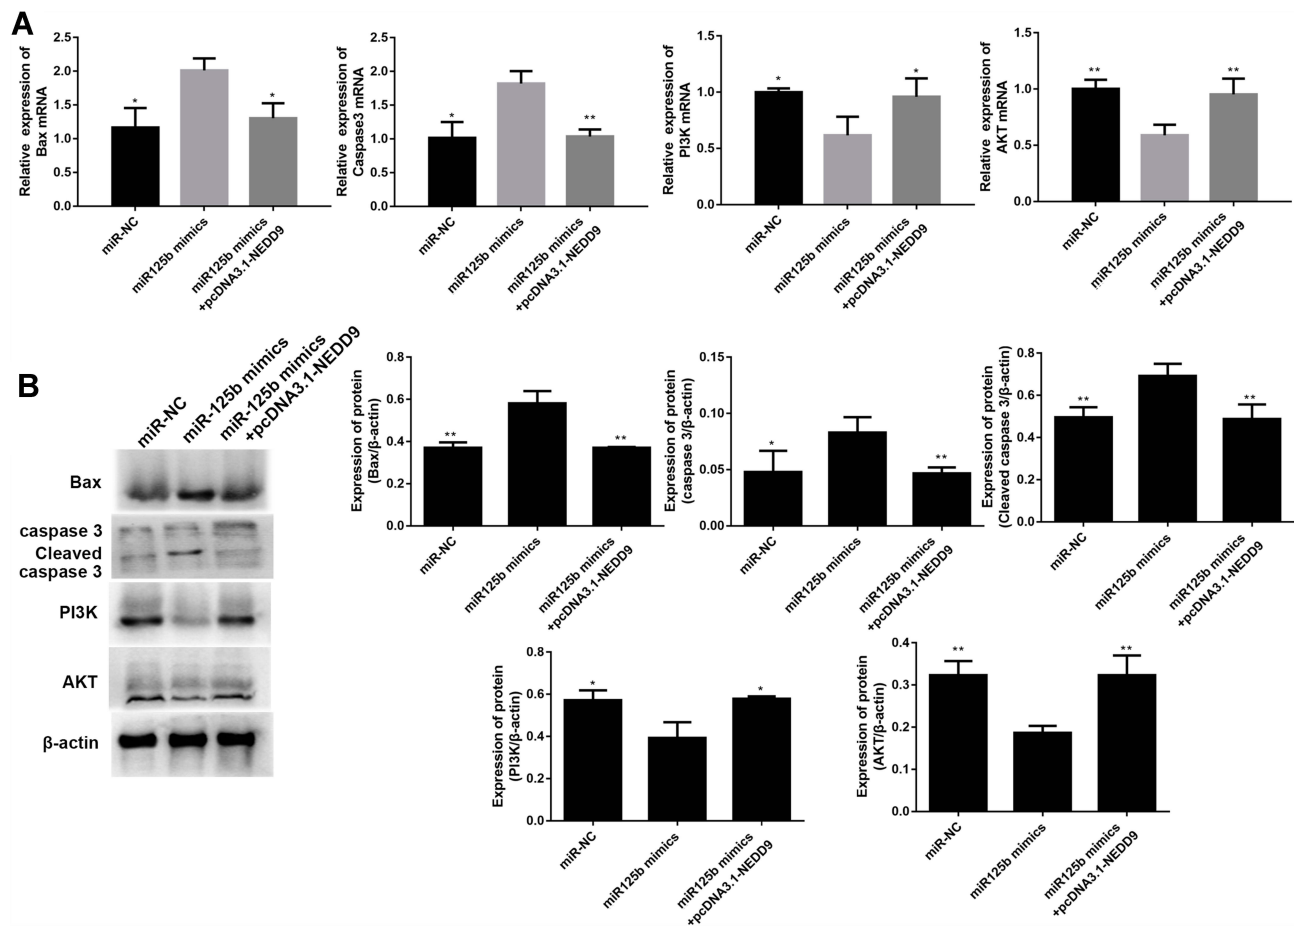 A
Relative expression of
Bax mRNA
2.5
2.0
1.5
1.0
0.5
0.0
*
*
miR-NC
miR125b mimics
miR125b mimics
+pcDNA3.1-NEDD9
Relative expression of
Caspase3 mRNA
2.5
2.0
1.5
1.0
0.5
0.0
*
**
miR-NC
miR125b mimics
miR125b mimics
+pcDNA3.1-NEDD9
Relative expression of
PI3K mRNA
1.5
1.0
0.5
0.0
*
*
miR-NC
miR125b mimics
miR125b mimics
+pcDNA3.1-NEDD9
Relative expression of
AKT mRNA
1.5
1.0
0.5
0.0
**
**
miR-NC
miR125b mimics
miR125b mimics
+pcDNA3.1-NEDD9
B
miR-NC
miR-125b mimics
miR-125b mimics
+pcDNA3.1-NEDD9
Bax
caspase 3
Cleaved
caspase 3
PI3K
AKT
β-actin
Expression of protein
(Bax/β-actin)
0.8
0.6
0.4
0.2
0.0
**
**
miR-NC
miR125b mimics
miR125b mimics
+pcDNA3.1-NEDD9
Expression of protein
(caspase 3/β-actin)
0.15
0.10
0.05
0.00
*
**
miR-NC
miR125b mimics
miR125b mimics
+pcDNA3.1-NEDD9
Expression of protein
(Cleaved caspase 3/β-actin)
0.8
0.6
0.4
0.2
0.0
**
**
miR-NC
miR125b mimics
miR125b mimics
+pcDNA3.1-NEDD9
Expression of protein
(PI3K/β-actin)
0.8
0.6
0.4
0.2
0.0
*
*
miR-NC
miR125b mimics
miR125b mimics
+pcDNA3.1-NEDD9
Expression of protein
(AKT/β-actin)
0.4
0.3
0.2
0.1
0.0
**
**
miR-NC
miR125b mimics
miR125b mimics
+pcDNA3.1-NEDD9